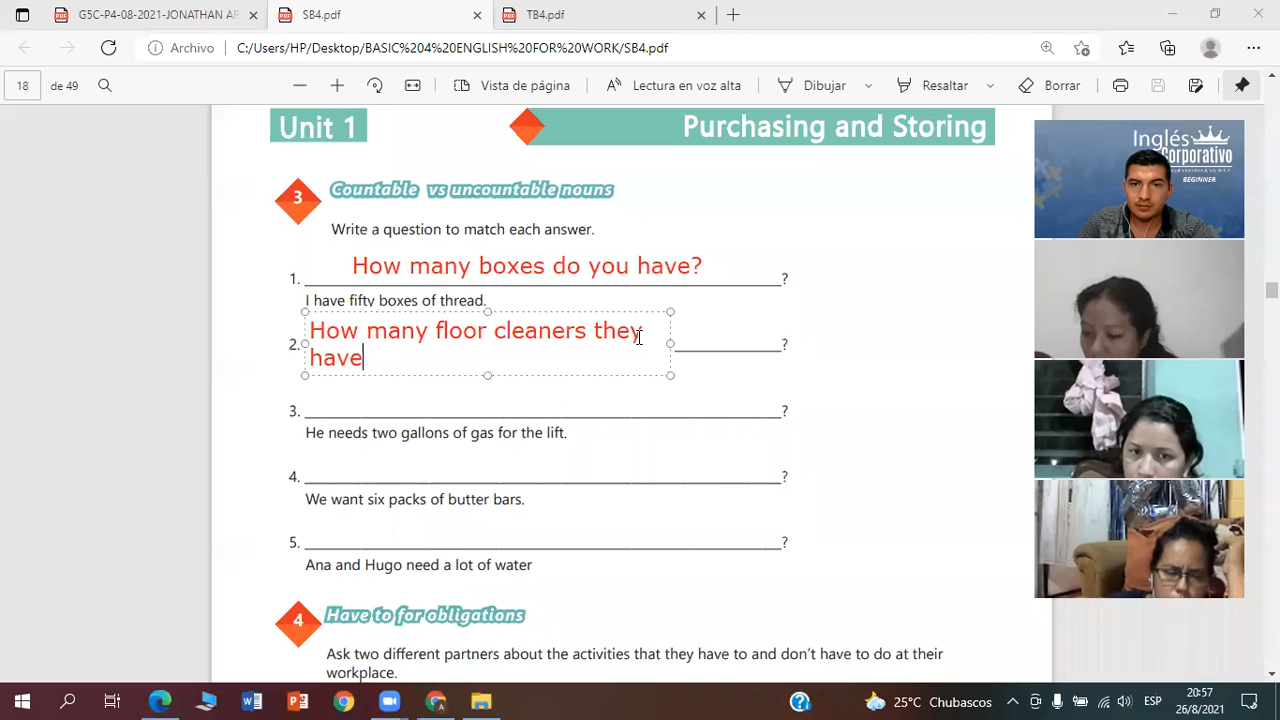 G5C-P4-08-2021-JONATHAN AR
SB4.pdf
TB4.pdf
Archivo
C:/Users/HP/Desktop/BASIC%204%20ENGLISH%20FOR%20WORK/SB4.pdf
18
de 49
Vista de página
Lectura en voz alta
Dibujar
Resaltar
Borrar
Unit 1
Purchasing and Storing
3
Countable vs uncountable nouns
Write a question to match each answer.
How many boxes do you have?
1. ?
I have fifty boxes of thread.
How many floor cleaners they
2. ?
have
3. ?
He needs two gallons of gas for the lift.
4. ?
We want six packs of butter bars.
5. ?
Ana and Hugo need a lot of water
4
Have to for obligations
Ask two different partners about the activities that they have to and don't have to do at their
workplace.
Inglés
Corporativo
BEGINNER
25°C Chubascos
ESP
20:57
26/8/2021